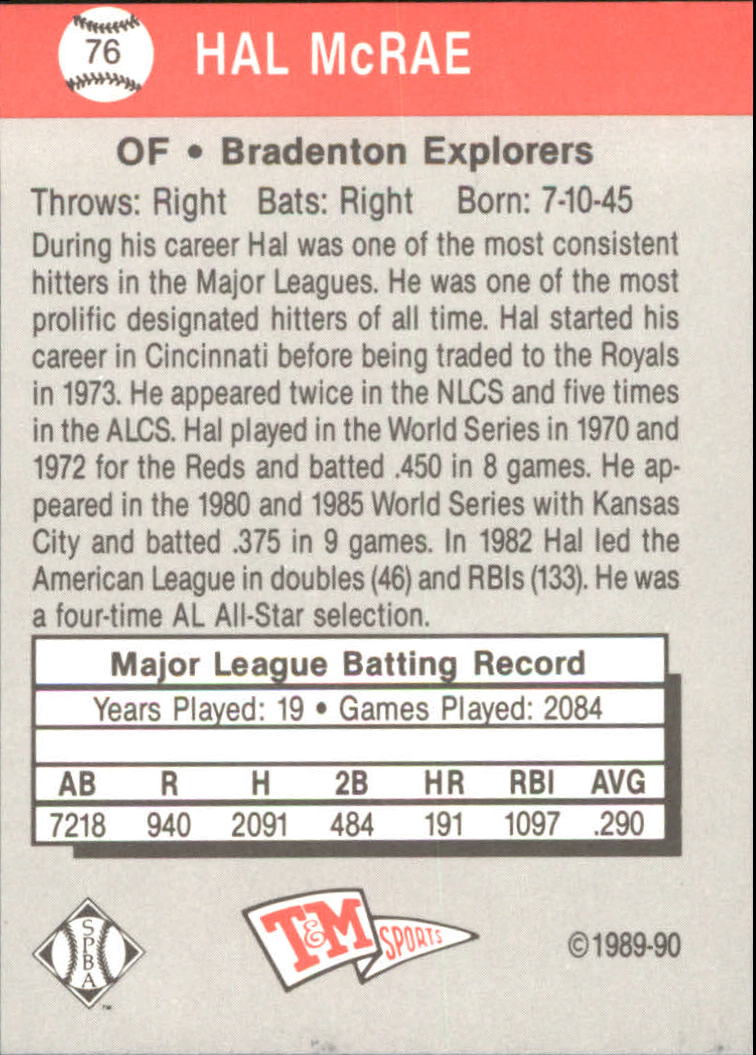 76
HAL McRAE
OF • Bradenton Explorers
Throws: Right Bats: Right Born: 7-10-45
During his career Hal was one of the most consistent
hitters in the Major Leagues. He was one of the most
prolific designated hitters of all time. Hal started his
career in Cincinnati before being traded to the Royals
in 1973. He appeared twice in the NLCS and five times
in the ALCS. Hal played in the World Series in 1970 and
1972 for the Reds and batted .450 in 8 games. He ap-
peared in the 1980 and 1985 World Series with Kansas
City and batted .375 in 9 games. In 1982 Hal led the
American League in doubles (46) and RBIs (133). He was
a four-time AL All-Star selection.
Major League Batting Record
Years Played: 19 • Games Played: 2084
AB R H 2B HR RBI AVG
7218 940 2091 484 191 1097 .290
SPBA
™
T&M
SPORTS
©1989-90